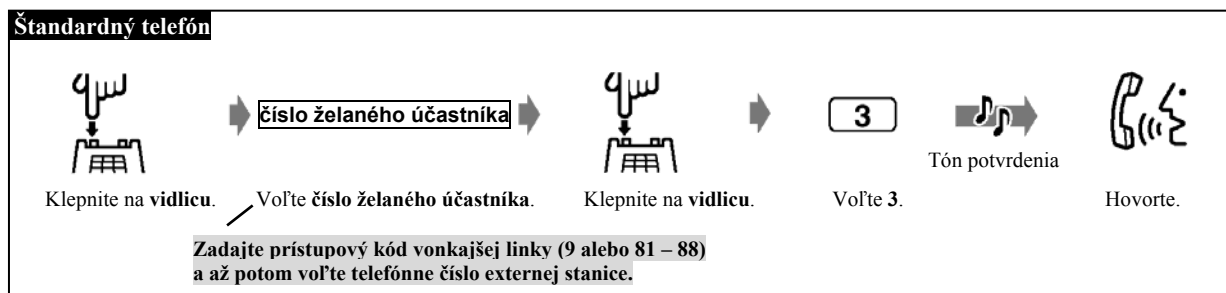 Štandardný telefón
číslo želaného účastníka
3
Tón potvrdenia
Klepnite na vidlicu.
Voľte číslo želaného účastníka.
Klepnite na vidlicu.
Voľte 3.
Hovorte.
Zadajte prístupový kód vonkajšej linky (9 alebo 81 – 88)
a až potom voľte telefónne číslo externej stanice.